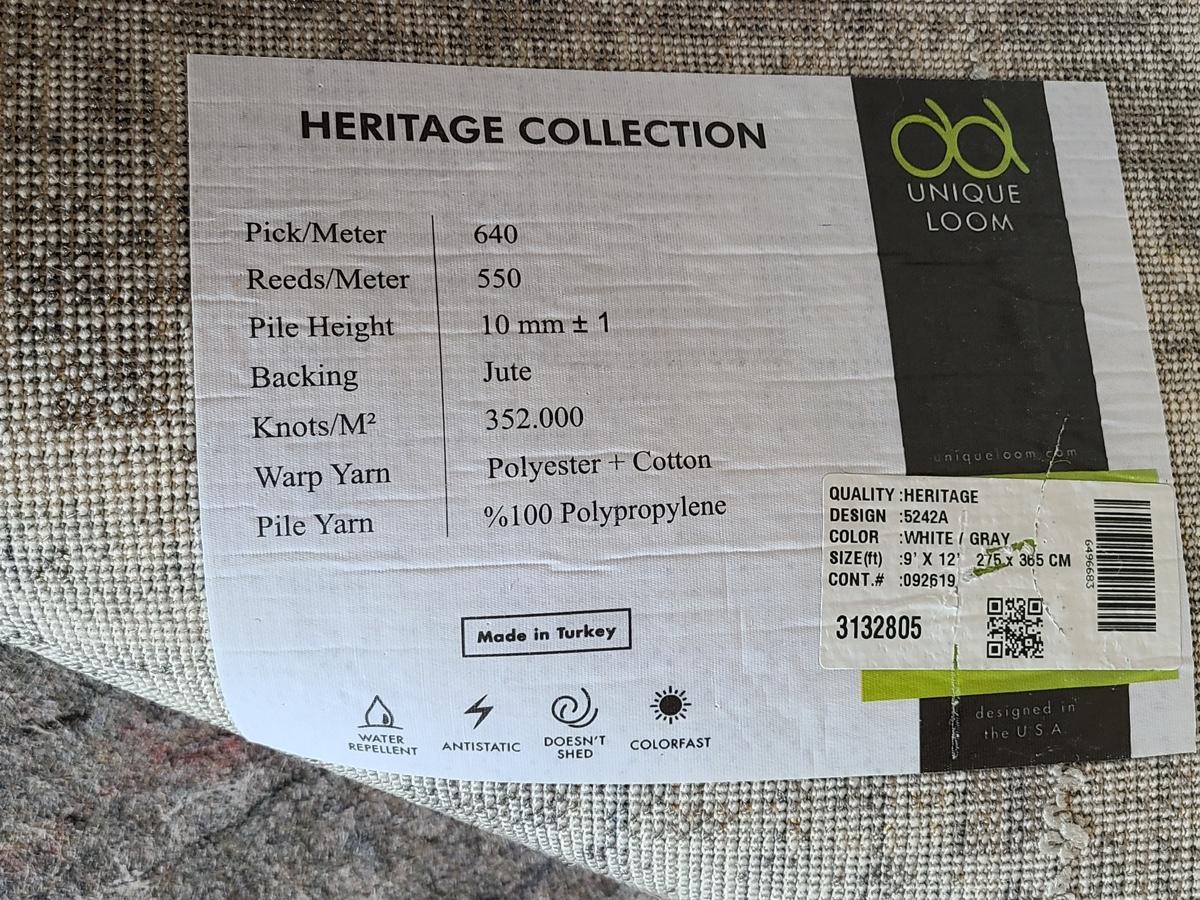 HERITAGE COLLECTION
Pick/Meter 640
Reeds/Meter 550
Pile Height 10 mm ± 1
Backing Jute
Knots/M² 352.000
Warp Yarn Polyester + Cotton
Pile Yarn %100 Polypropylene
Made in Turkey
WATER
REPELLENT
ANTISTATIC
DOESN'T
SHED
COLORFAST
UNIQUE
LOOM
uniqueloom.com
QUALITY :HERITAGE
DESIGN :5242A
COLOR :WHITE / GRAY
SIZE(ft) :9' X 12' 275 x 365 CM
CONT.# :092619
3132805
6496683
designed in
the U S A